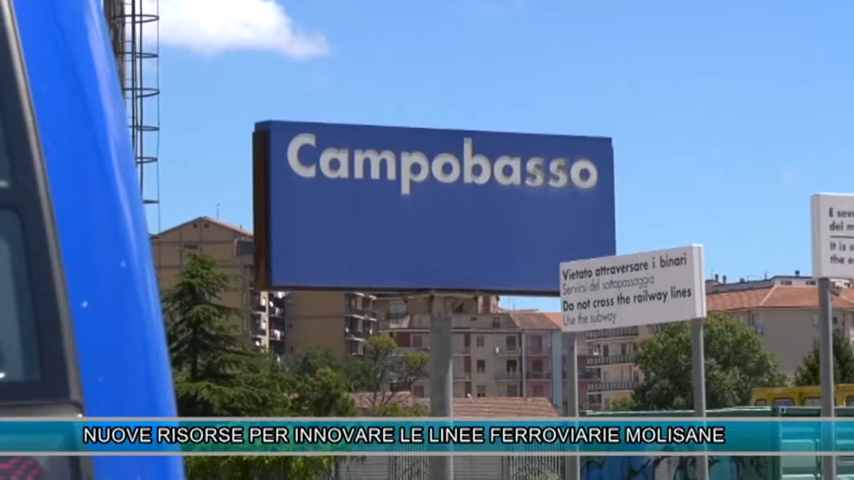 Campobasso
Vietato attraversare i binari
Servirsi del sottopassaggio
Do not cross the railway lines
Use the subway
NUOVE RISORSE PER INNOVARE LE LINEE FERROVIARIE MOLISANE